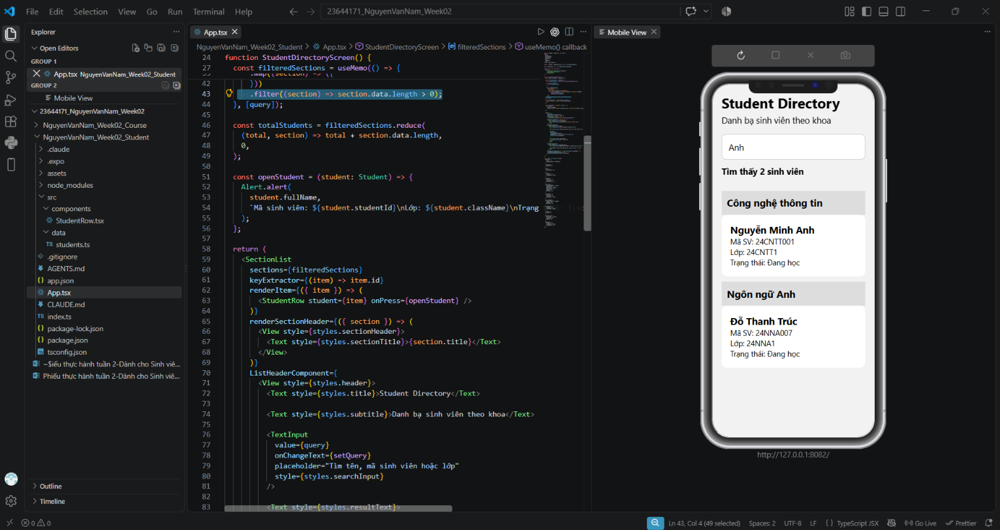 File Edit Selection View Go Run Terminal Help
23644171_NguyenVanNam_Week02
Explorer
Open Editors
GROUP 1
App.tsx NguyenVanNam_Week02_Student
GROUP 2
Mobile View
23644171_NguyenVanNam_Week02
NguyenVanNam_Week02_Course
NguyenVanNam_Week02_Student
.claude
.expo
assets
node_modules
src
components
StudentRow.tsx
data
TS students.ts
.gitignore
AGENTS.md
{} app.json
App.tsx
CLAUDE.md
TS index.ts
{} package-lock.json
{} package.json
tsconfig.json
~$iếu thực hành tuần 2-Dành cho Sinh viê...
Phiếu thực hành tuần 2-Dành cho Sinh viê...
Outline
Timeline
App.tsx
NguyenVanNam_Week02_Student > App.tsx > StudentDirectoryScreen > filteredSections > useMemo() callback
24 function StudentDirectoryScreen() {
27 const filteredSections = useMemo(() => {
.map((section) => ({
42 }))
43 .filter((section) => section.data.length > 0);
44 }, [query]);
45
46 const totalStudents = filteredSections.reduce(
47 (total, section) => total + section.data.length,
48 0,
49 );
50
51 const openStudent = (student: Student) => {
52 Alert.alert(
53 student.fullName,
54 `Mã sinh viên: ${student.studentId}\nLớp: ${student.className}\nTrạng
55 );
56 };
57
58 return (
59 <SectionList
60 sections={filteredSections}
61 keyExtractor={(item) => item.id}
62 renderItem={({ item }) => (
63 <StudentRow student={item} onPress={openStudent} />
64 )}
65 renderSectionHeader={({ section }) => (
66 <View style={styles.sectionHeader}>
67 <Text style={styles.sectionTitle}>{section.title}</Text>
68 </View>
69 )}
70 ListHeaderComponent={
71 <View style={styles.header}>
72 <Text style={styles.title}>Student Directory</Text>
73
74 <Text style={styles.subtitle}>Danh bạ sinh viên theo khoa</Text>
75
76 <TextInput
77 value={query}
78 onChangeText={setQuery}
79 placeholder="Tìm tên, mã sinh viên hoặc lớp"
80 style={styles.searchInput}
81 />
82
83 <Text style={styles.resultText}>
Mobile View
Student Directory
Danh bạ sinh viên theo khoa
Anh
Tìm thấy 2 sinh viên
Công nghệ thông tin
Nguyễn Minh Anh
Mã SV: 24CNTT001
Lớp: 24CNTT1
Trạng thái: Đang học
Ngôn ngữ Anh
Đỗ Thanh Trúc
Mã SV: 24NNA007
Lớp: 24NNA1
Trạng thái: Đang học
http://127.0.0.1:8082/
0 0
Ln 43, Col 4 (49 selected) Spaces: 2 UTF-8 LF {} TypeScript JSX Go Live Prettier